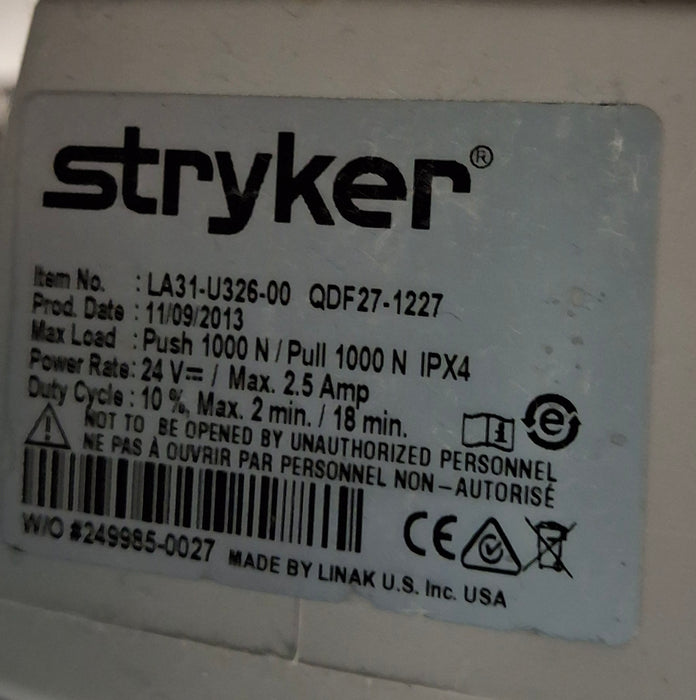 stryker®
Item No. : LA31-U326-00 QDF27-1227
Prod. Date : 11/09/2013
Max Load : Push 1000 N / Pull 1000 N IPX4
Power Rate: 24 V⎓ / Max. 2.5 Amp
Duty Cycle : 10 %, Max. 2 min. / 18 min.
NOT TO BE OPENED BY UNAUTHORIZED PERSONNEL
NE PAS À OUVRIR PAR PERSONNEL NON-AUTORISÉ
CE
W/O #249985-0027 MADE BY LINAK U.S. Inc. USA